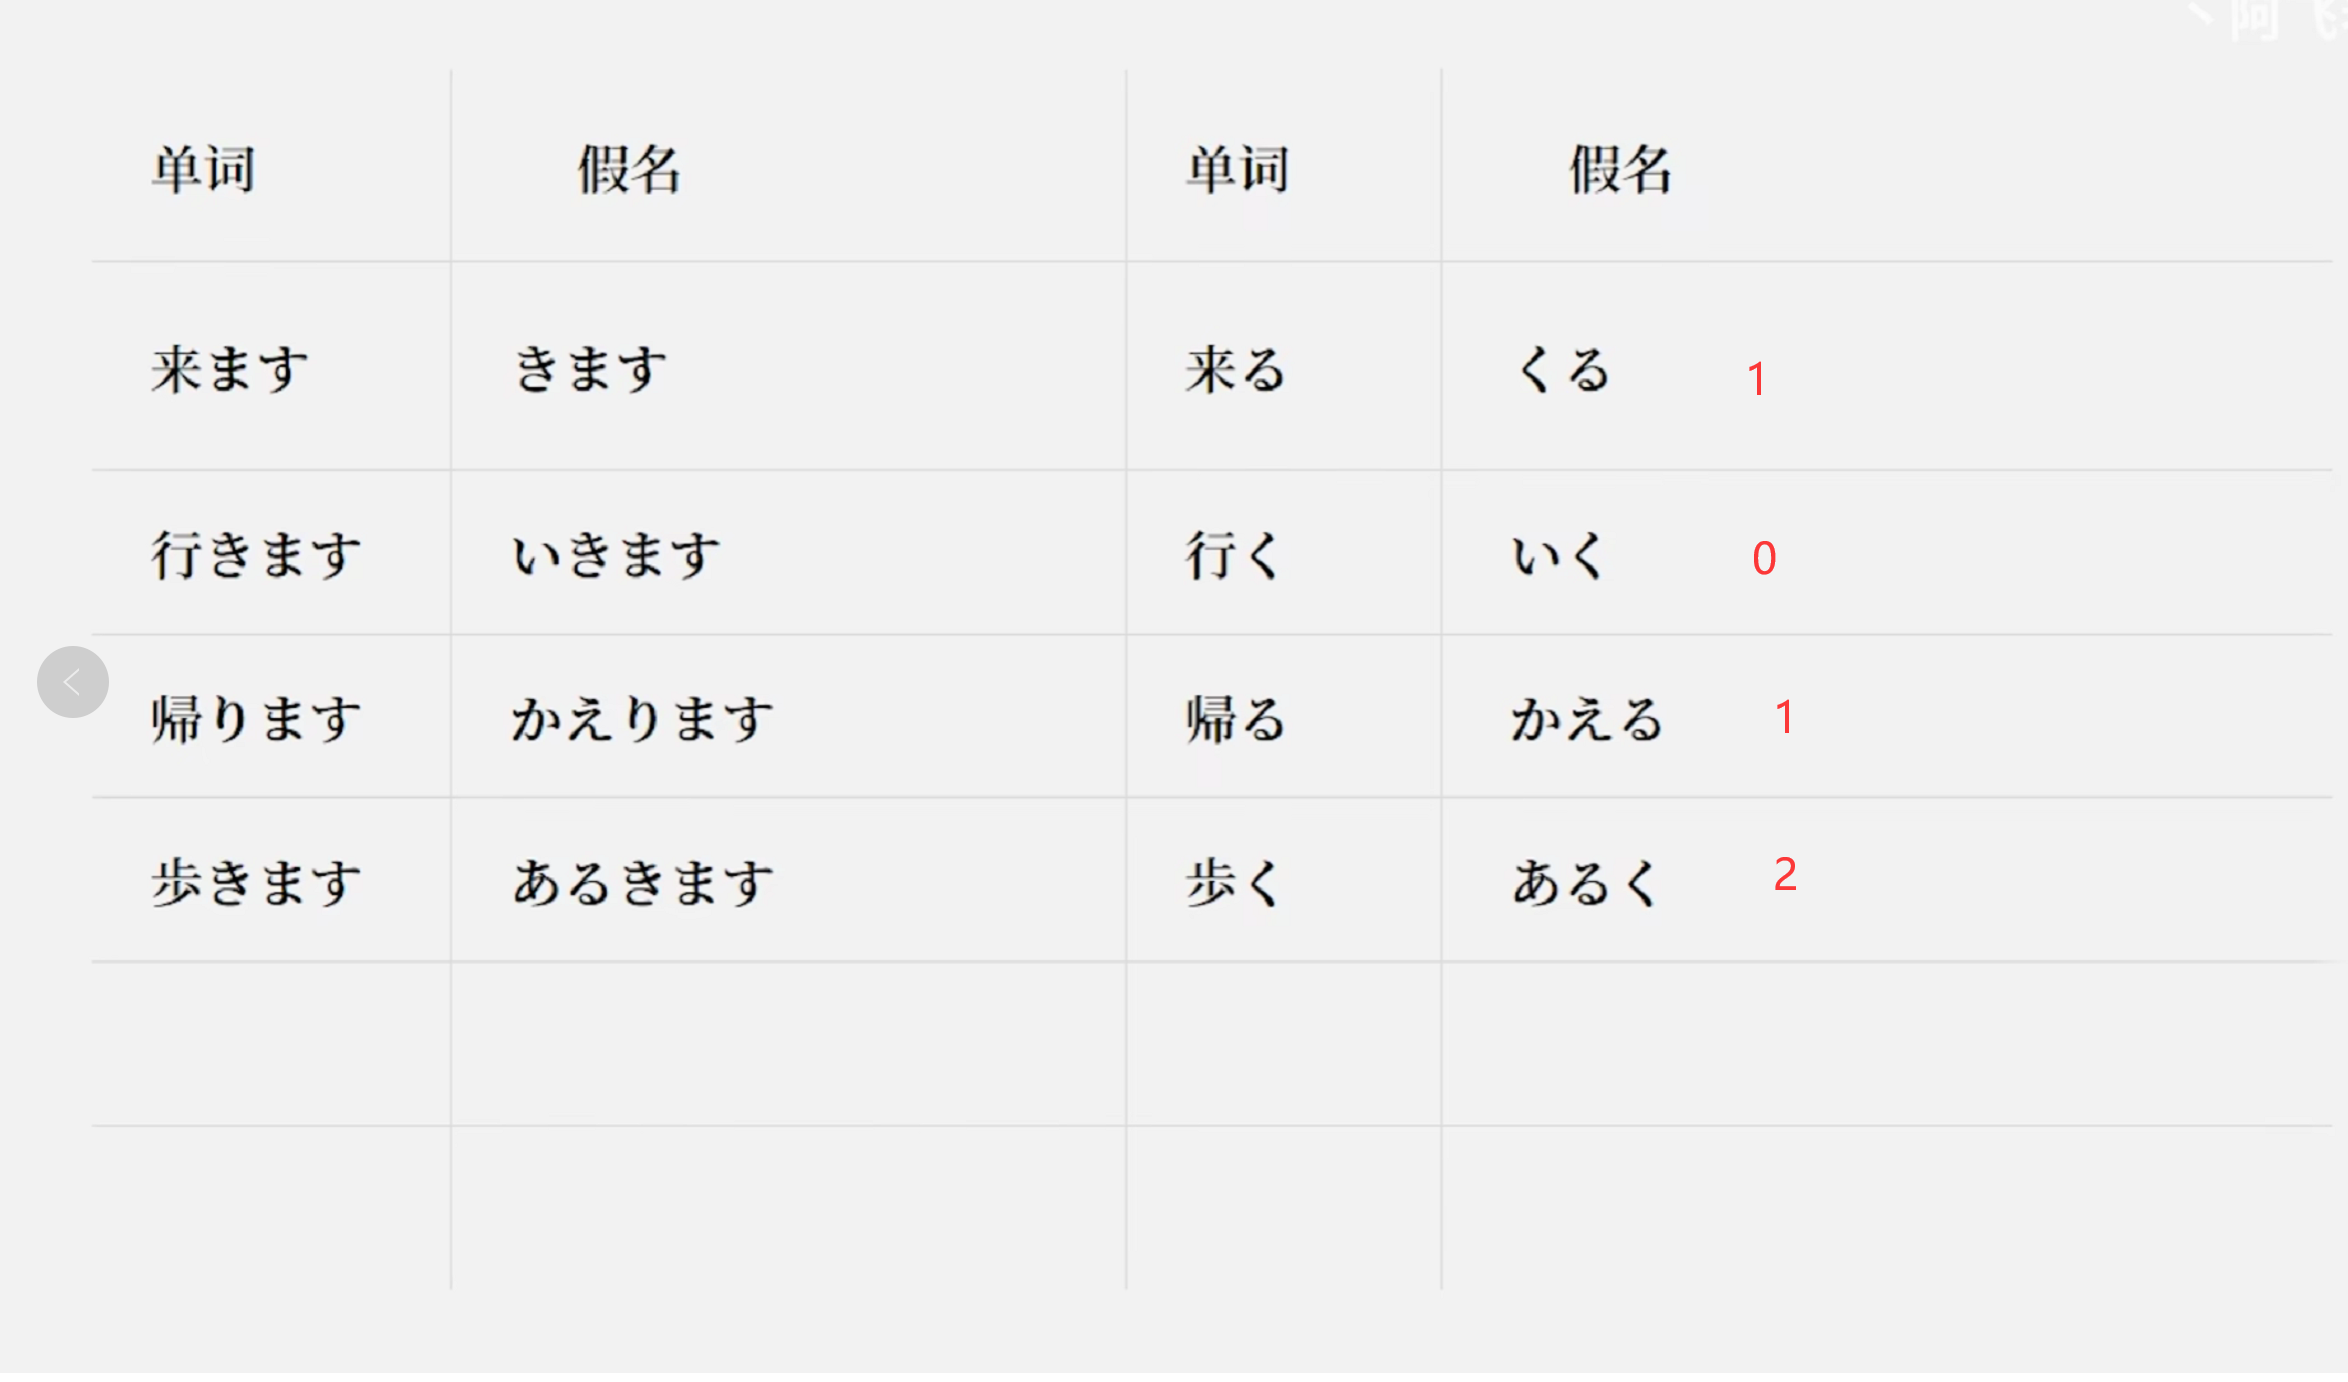 丶阿飞
单词 假名 单词 假名
来ます きます 来る くる 1
行きます いきます 行く いく 0
帰ります かえります 帰る かえる 1
歩きます あるきます 歩く あるく 2